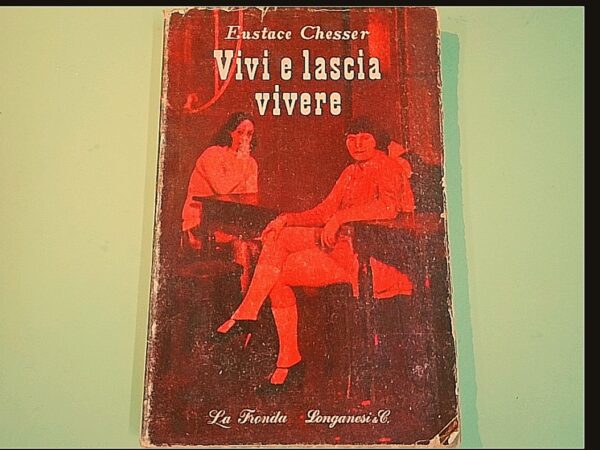 Eustace Chesser
Vivi e lascia
vivere
La Fronda Longanesi & C.